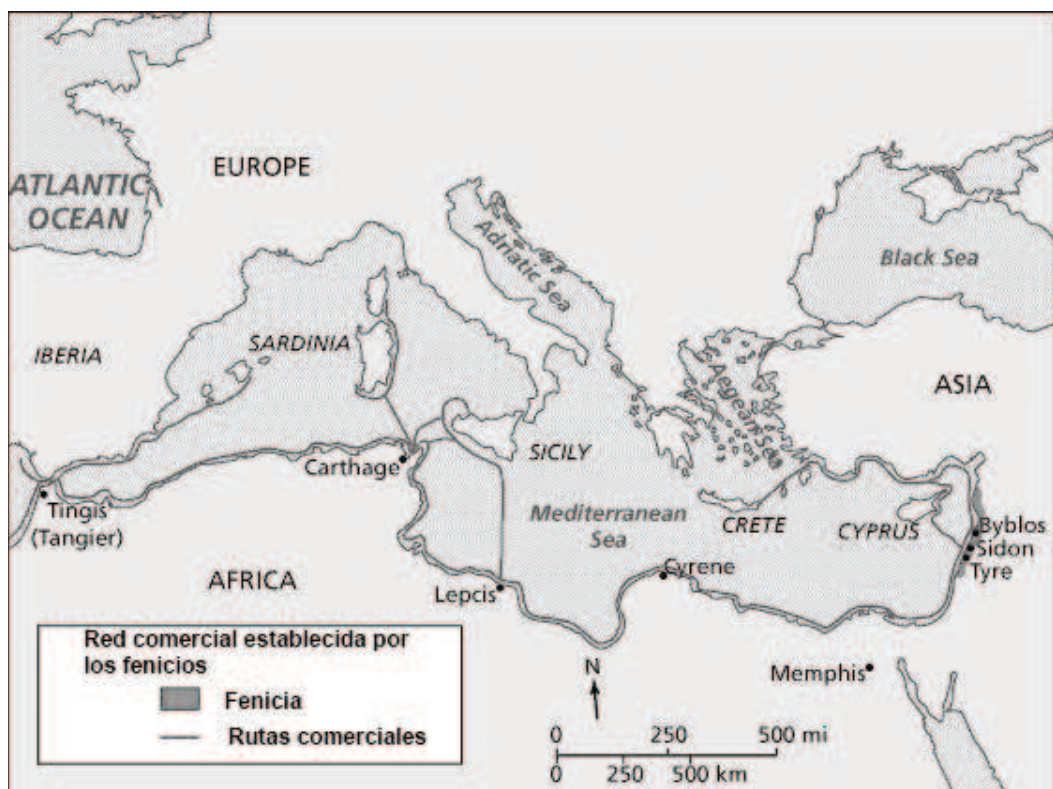 EUROPE
ATLANTIC
OCEAN
Adriatic Sea
Black Sea
IBERIA
SARDINIA
ASIA
Aegean Sea
Carthage
SICILY
Tangis
(Tangier)
Mediterranean
Sea
CRETE
CYPRUS
Byblos
Sidon
Tyre
AFRICA
Lepcis
Cyrene
Memphis
Red comercial establecida por
los fenicios
Fenicia
Rutas comerciales
N
0 250 500 mi
0 250 500 km